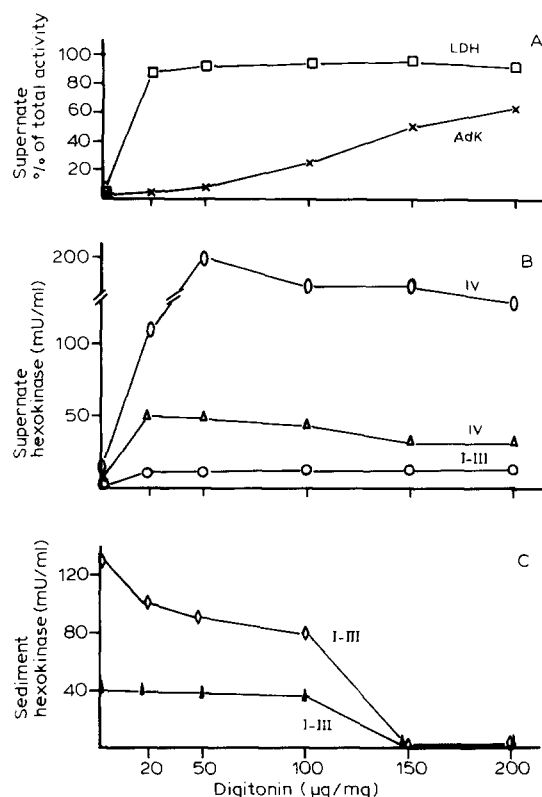 A
LDH
AdK
100
80
60
40
20
Supernate
% of total activity
B
200
100
50
IV
IV
I-III
Supernate
hexokinase (mU/ml)
C
120
80
40
I-III
I-III
Sediment
hexokinase (mU/ml)
20 50 100 150 200
Digitonin (µg/mg)